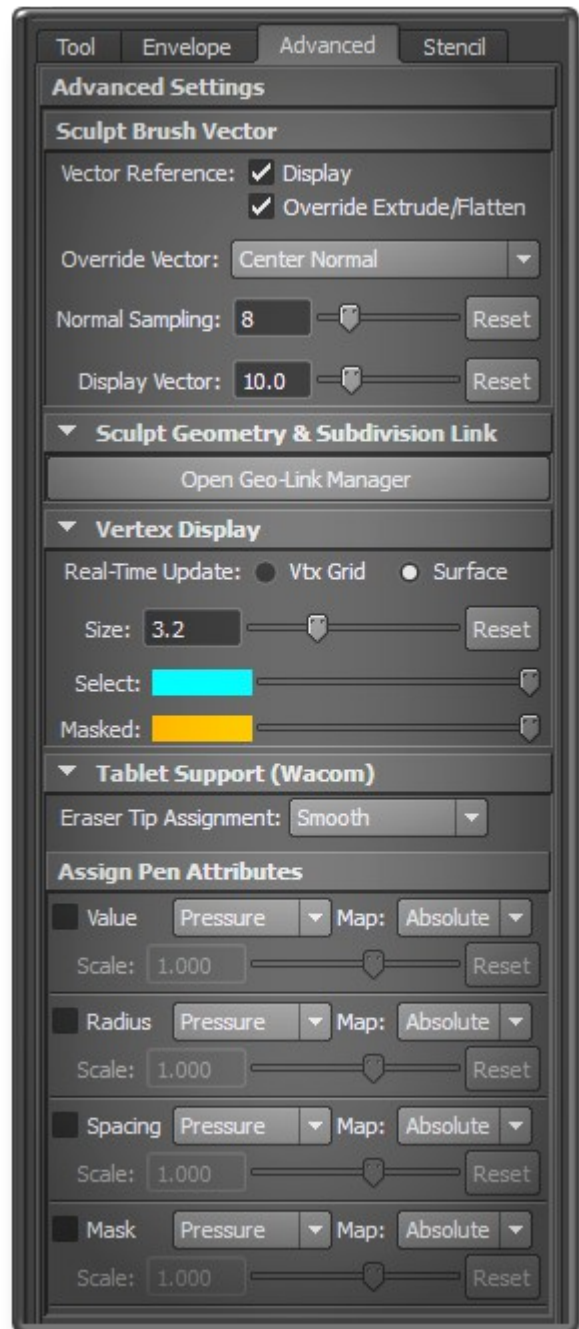 Tool Envelope Advanced Stencil
Advanced Settings
Sculpt Brush Vector
Vector Reference: Display
Override Extrude/Flatten
Override Vector: Center Normal
Normal Sampling: 8 Reset
Display Vector: 10.0 Reset
Sculpt Geometry & Subdivision Link
Open Geo-Link Manager
Vertex Display
Real-Time Update: Vtx Grid Surface
Size: 3.2 Reset
Select:
Masked:
Tablet Support (Wacom)
Eraser Tip Assignment: Smooth
Assign Pen Attributes
Value Pressure Map: Absolute
Scale: 1.000 Reset
Radius Pressure Map: Absolute
Scale: 1.000 Reset
Spacing Pressure Map: Absolute
Scale: 1.000 Reset
Mask Pressure Map: Absolute
Scale: 1.000 Reset